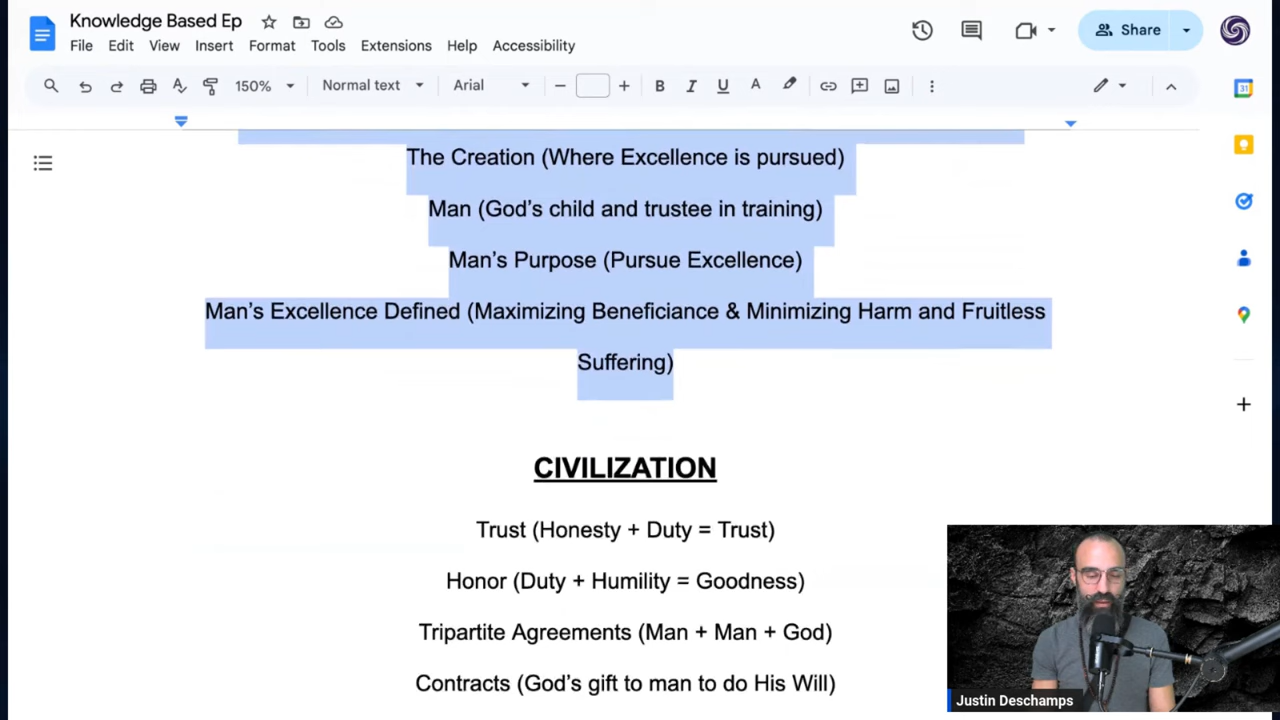 Knowledge Based Ep
Share
File Edit View Insert Format Tools Extensions Help Accessibility
150% Normal text Arial − + B I U A
31
The Creation (Where Excellence is pursued)
Man (God’s child and trustee in training)
Man’s Purpose (Pursue Excellence)
Man’s Excellence Defined (Maximizing Beneficiance & Minimizing Harm and Fruitless
Suffering)
CIVILIZATION
Trust (Honesty + Duty = Trust)
Honor (Duty + Humility = Goodness)
Tripartite Agreements (Man + Man + God)
Contracts (God’s gift to man to do His Will)
Justin Deschamps